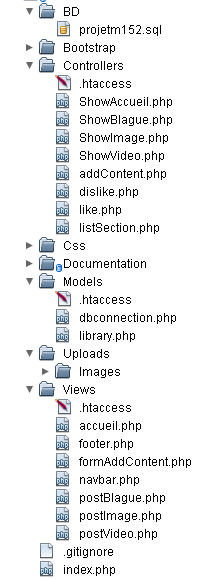 BD
projetm152.sql
Bootstrap
Controllers
.htaccess
ShowAccueil.php
ShowBlague.php
ShowImage.php
ShowVideo.php
addContent.php
dislike.php
like.php
listSection.php
Css
Documentation
Models
.htaccess
dbconnection.php
library.php
Uploads
Images
Views
.htaccess
accueil.php
footer.php
formAddContent.php
navbar.php
postBlague.php
postImage.php
postVideo.php
.gitignore
index.php